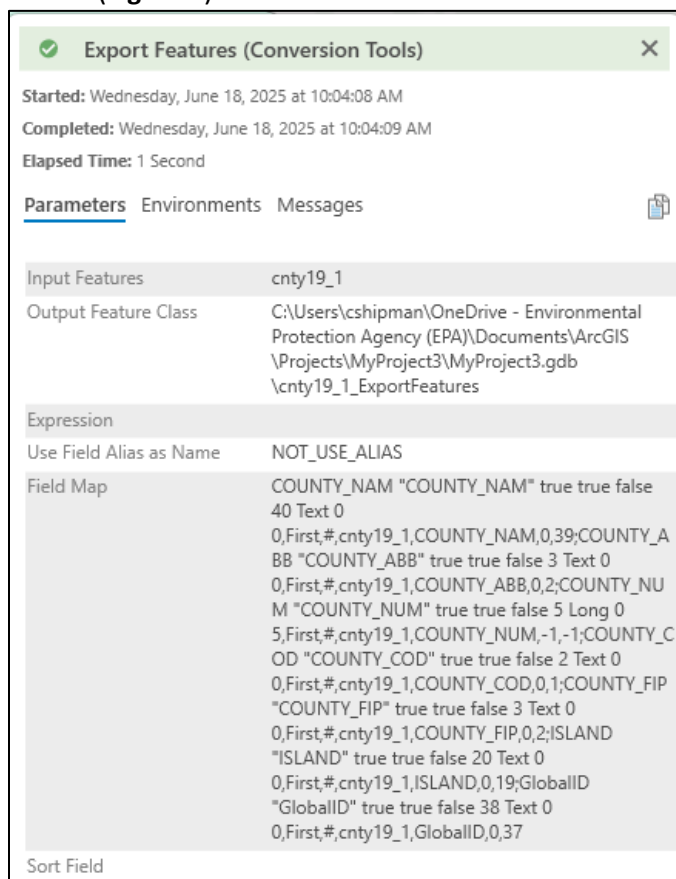 Export Features (Conversion Tools)
Started: Wednesday, June 18, 2025 at 10:04:08 AM
Completed: Wednesday, June 18, 2025 at 10:04:09 AM
Elapsed Time: 1 Second
Parameters Environments Messages
Input Features cnty19_1
Output Feature Class C:\Users\cshipman\OneDrive - Environmental
Protection Agency (EPA)\Documents\ArcGIS
\Projects\MyProject3\MyProject3.gdb
\cnty19_1_ExportFeatures
Expression
Use Field Alias as Name NOT_USE_ALIAS
Field Map COUNTY_NAM "COUNTY_NAM" true true false
40 Text 0
0,First,#,cnty19_1,COUNTY_NAM,0,39;COUNTY_A
BB "COUNTY_ABB" true true false 3 Text 0
0,First,#,cnty19_1,COUNTY_ABB,0,2;COUNTY_NU
M "COUNTY_NUM" true true false 5 Long 0
5,First,#,cnty19_1,COUNTY_NUM,-1,-1;COUNTY_C
OD "COUNTY_COD" true true false 2 Text 0
0,First,#,cnty19_1,COUNTY_COD,0,1;COUNTY_FIP
"COUNTY_FIP" true true false 3 Text 0
0,First,#,cnty19_1,COUNTY_FIP,0,2;ISLAND
"ISLAND" true true false 20 Text 0
0,First,#,cnty19_1,ISLAND,0,19;GlobalID
"GlobalID" true true false 38 Text 0
0,First,#,cnty19_1,GlobalID,0,37
Sort Field